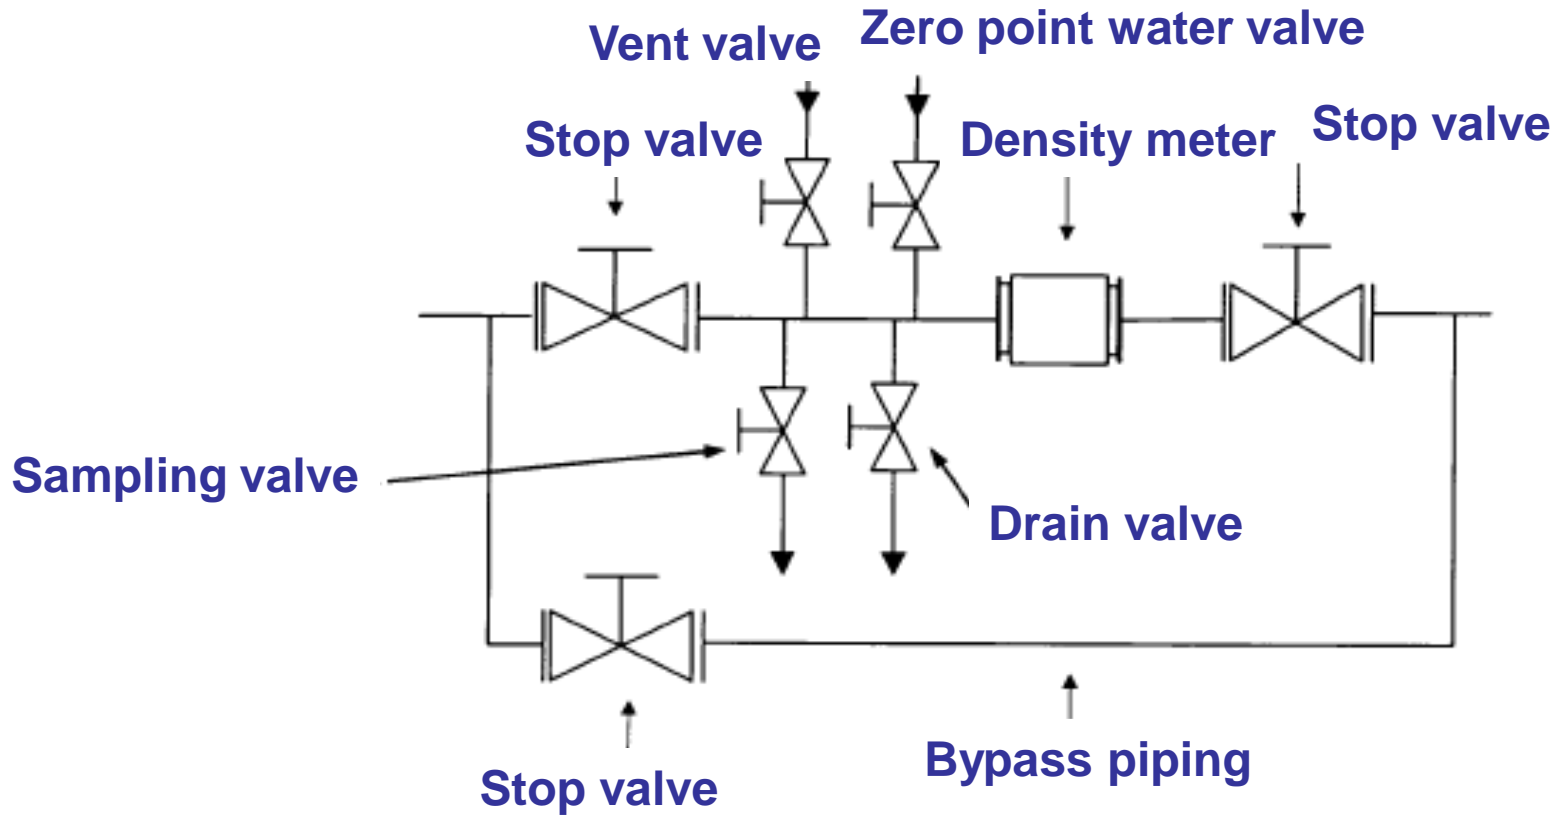 Vent valve
Zero point water valve
Stop valve
Density meter
Stop valve
Sampling valve
Drain valve
Stop valve
Bypass piping